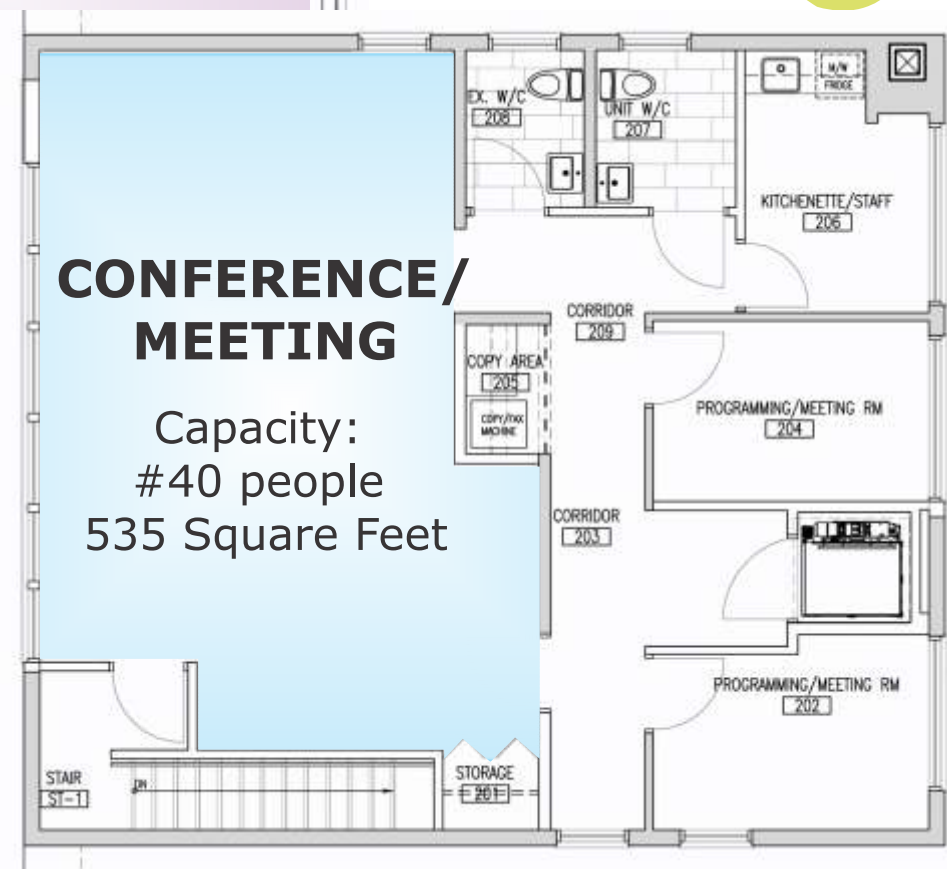 EX. W/C
208
UNIT W/C
207
M/W
FRIDGE
KITCHENETTE/STAFF
206
CONFERENCE/
MEETING
Capacity:
#40 people
535 Square Feet
CORRIDOR
209
COPY AREA
205
COPY/FAX
MACHINE
PROGRAMMING/MEETING RM
204
CORRIDOR
203
PROGRAMMING/MEETING RM
202
STAIR
ST-1
DN
STORAGE
201